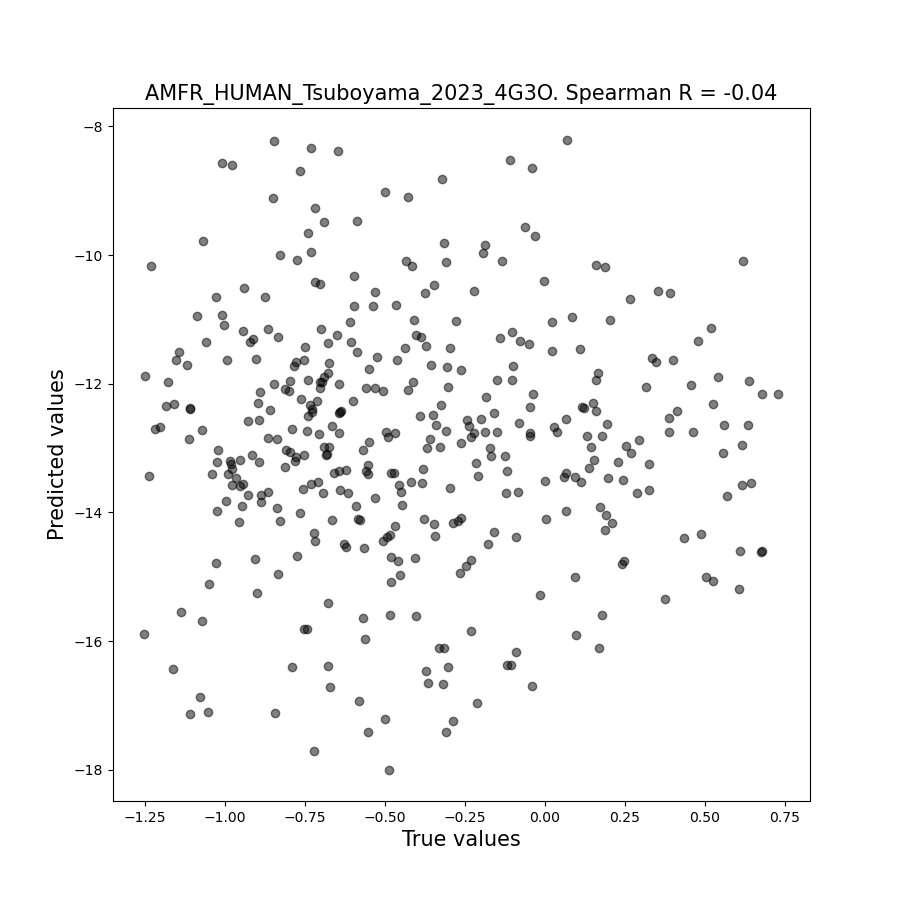 AMFR_HUMAN_Tsuboyama_2023_4G3O. Spearman R = -0.04
Predicted values
−8
−10
−12
−14
−16
−18
−1.25 −1.00 −0.75 −0.50 −0.25 0.00 0.25 0.50 0.75
True values